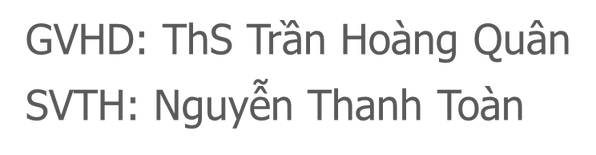 GVHD: ThS Trần Hoàng Quân
SVTH: Nguyễn Thanh Toàn